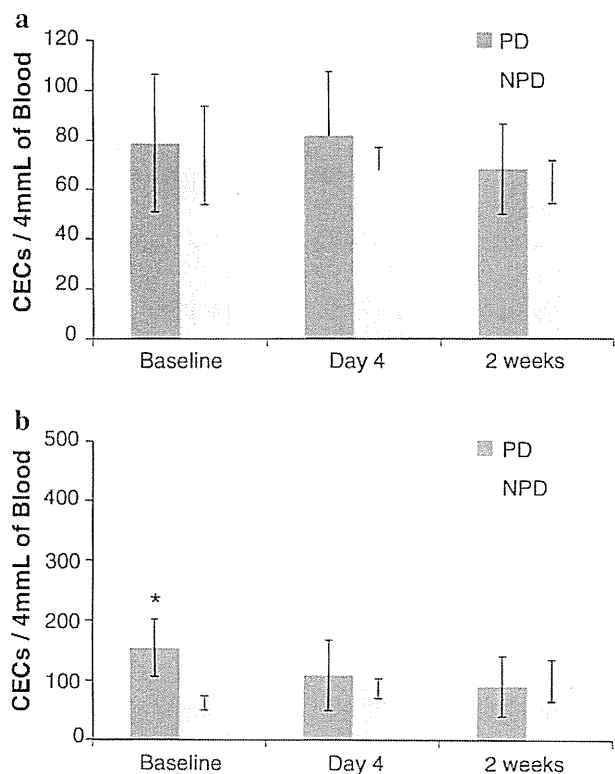 a
CECs / 4mmL of Blood
120
100
80
60
40
20
0
PD
NPD
Baseline Day 4 2 weeks
b
CECs / 4mmL of Blood
500
400
300
200
100
0
PD
NPD
*
Baseline Day 4 2 weeks